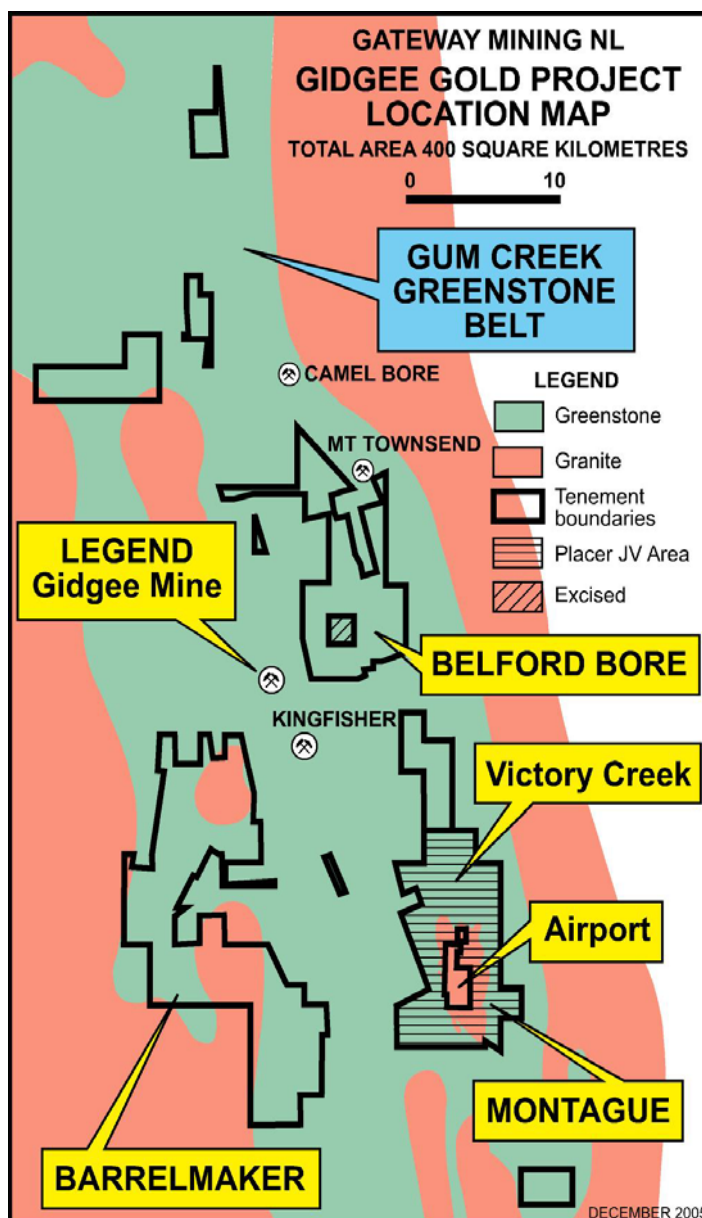 GATEWAY MINING NL
GIDGEE GOLD PROJECT
LOCATION MAP
TOTAL AREA 400 SQUARE KILOMETRES
0 10
GUM CREEK
GREENSTONE
BELT
CAMEL BORE
LEGEND
Greenstone
Granite
Tenement
boundaries
Placer JV Area
Excised
MT TOWNSEND
LEGEND
Gidgee Mine
BELFORD BORE
KINGFISHER
Victory Creek
Airport
MONTAGUE
BARRELMAKER
DECEMBER 2005